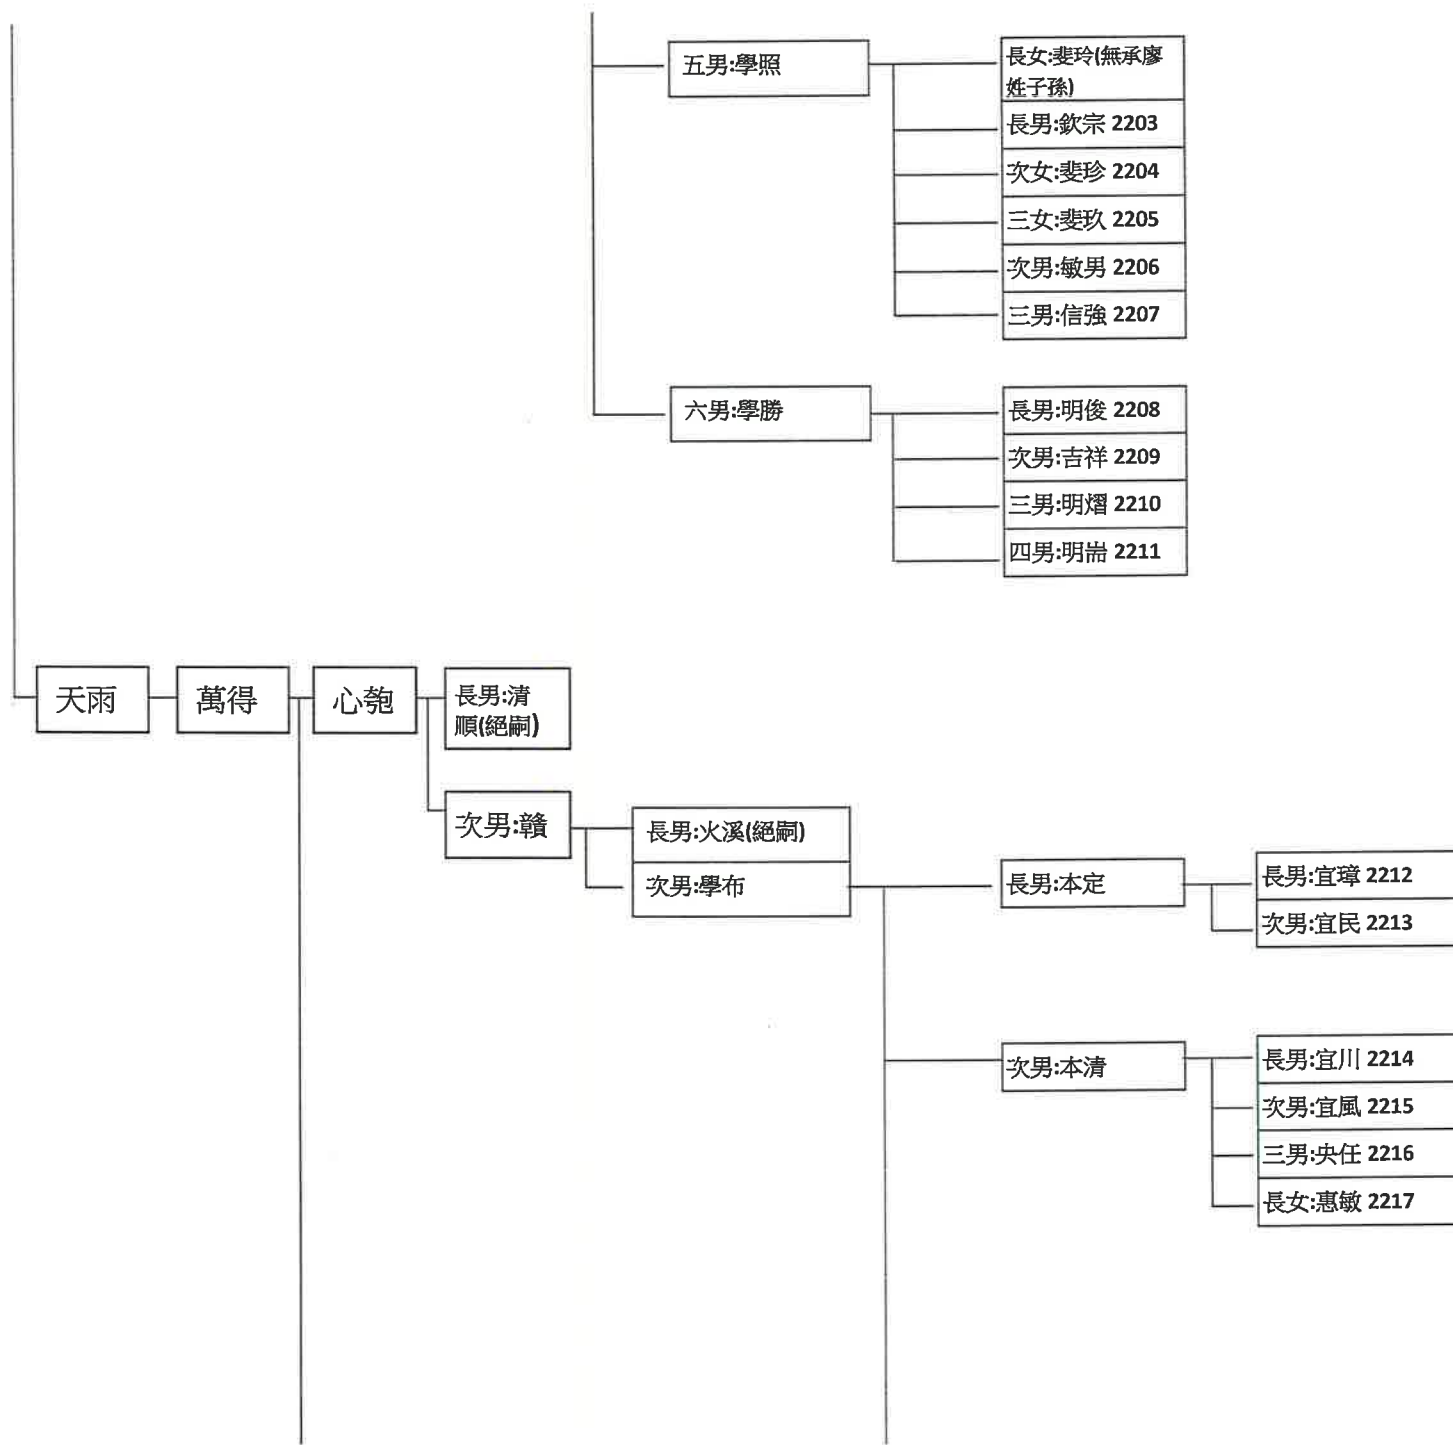 五男:學照
長女:斐玲(無承廖
姓子孫)
長男:欽宗 2203
次女:斐珍 2204
三女:斐玖 2205
次男:敏男 2206
三男:信強 2207
六男:學勝
長男:明俊 2208
次男:吉祥 2209
三男:明熠 2210
四男:明耑 2211
天雨
萬得
心匏
長男:清
順(絕嗣)
次男:贛
長男:火溪(絕嗣)
次男:學布
長男:本定
長男:宜璋 2212
次男:宜民 2213
次男:本清
長男:宜川 2214
次男:宜風 2215
三男:央任 2216
長女:惠敏 2217